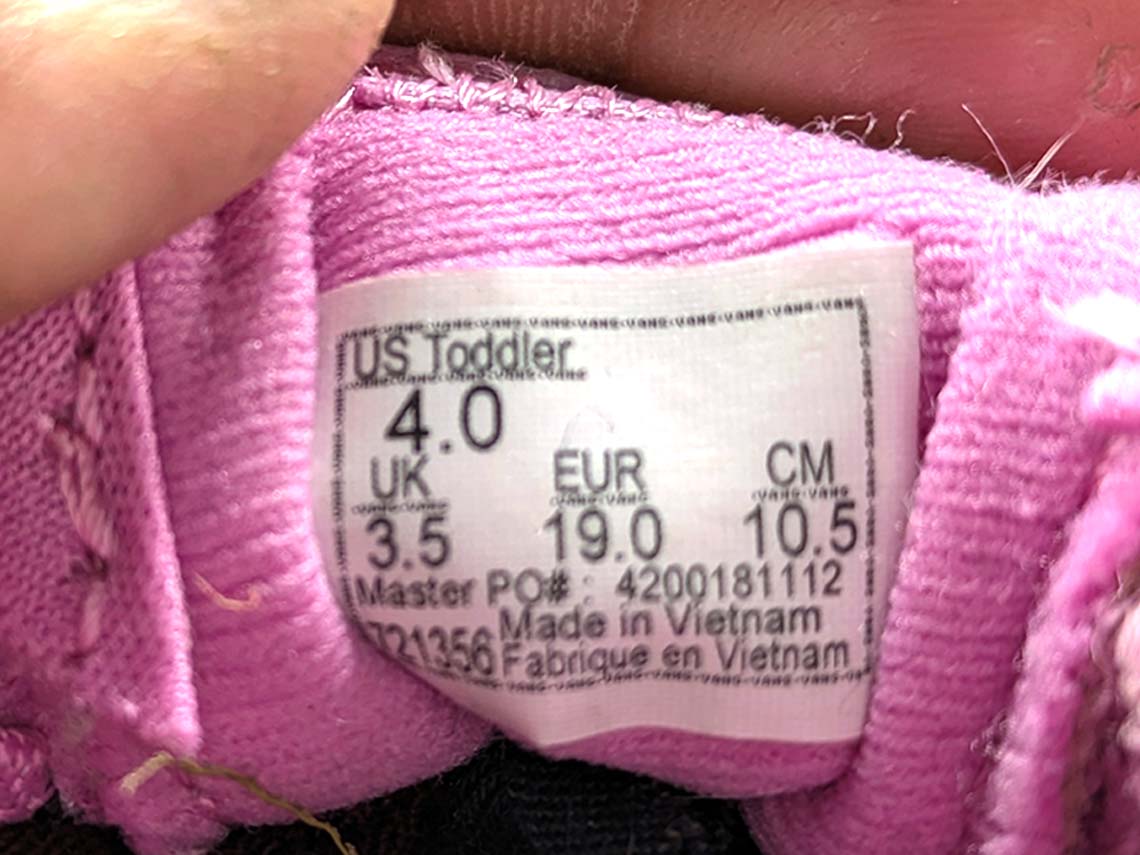 US Toddler
4.0
UK EUR CM
3.5 19.0 10.5
Master PO# : 4200181112
Made in Vietnam
721356 Fabrique en Vietnam